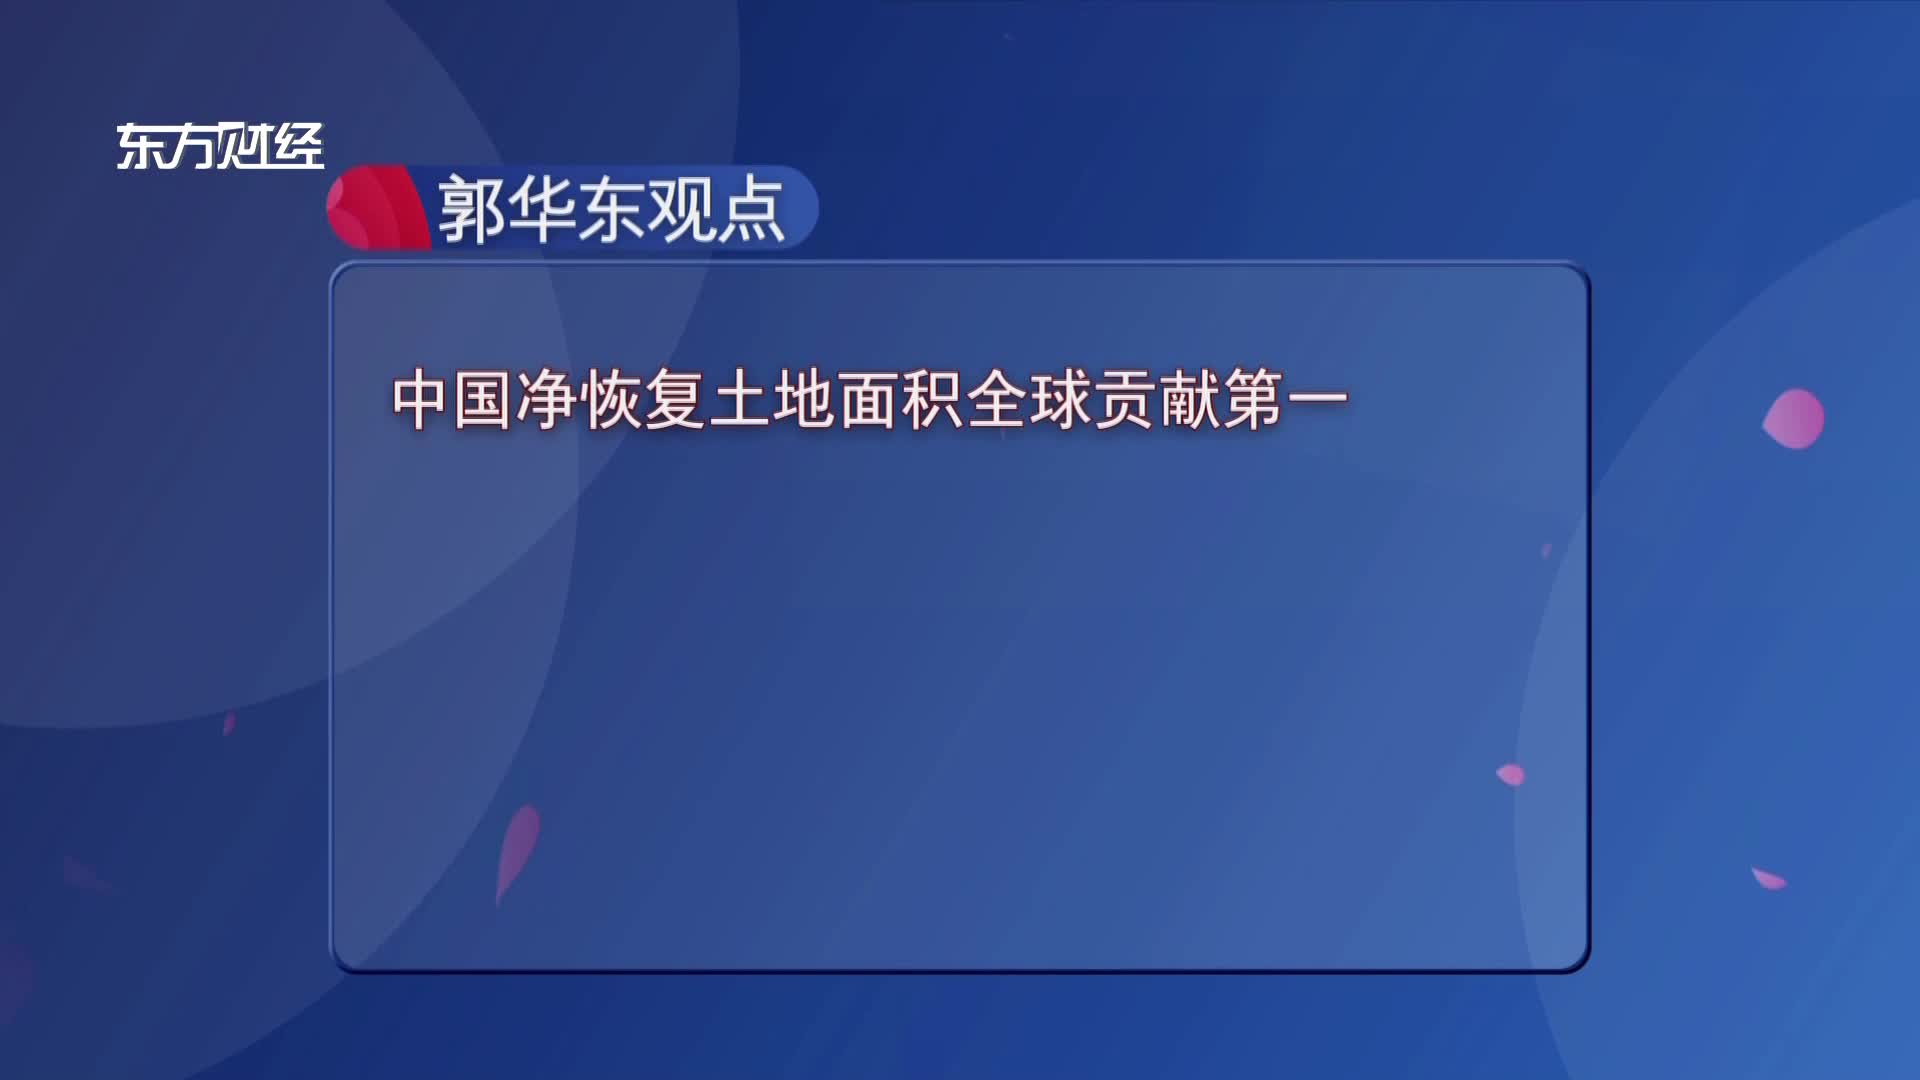 东方财经
郭华东观点
中国净恢复土地面积全球贡献第一